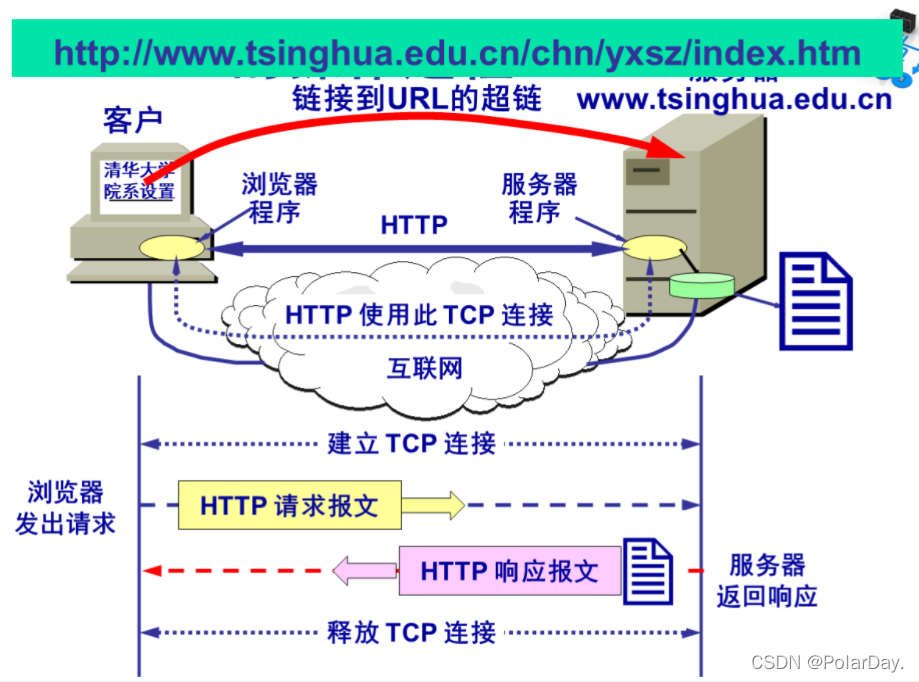 http://www.tsinghua.edu.cn/chn/yxsz/index.htm
服务器
链接到URL的超链
www.tsinghua.edu.cn
客户
清华大学
院系设置
浏览器
程序
服务器
程序
HTTP
HTTP 使用此 TCP 连接
互联网
建立 TCP 连接
浏览器
发出请求
HTTP 请求报文
HTTP 响应报文
服务器
返回响应
释放 TCP 连接
CSDN @PolarDay.